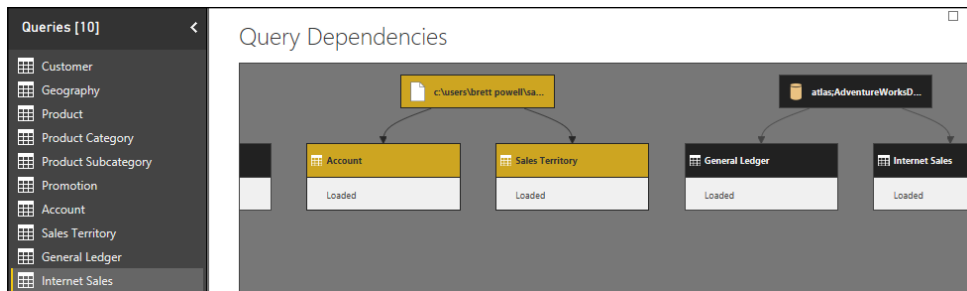 Queries [10]
Customer
Geography
Product
Product Category
Product Subcategory
Promotion
Account
Sales Territory
General Ledger
Internet Sales
Query Dependencies
c:\users\brett powell\sa...
atlas;AdventureWorksD...
Account
Sales Territory
General Ledger
Internet Sales
Loaded
Loaded
Loaded
Loaded